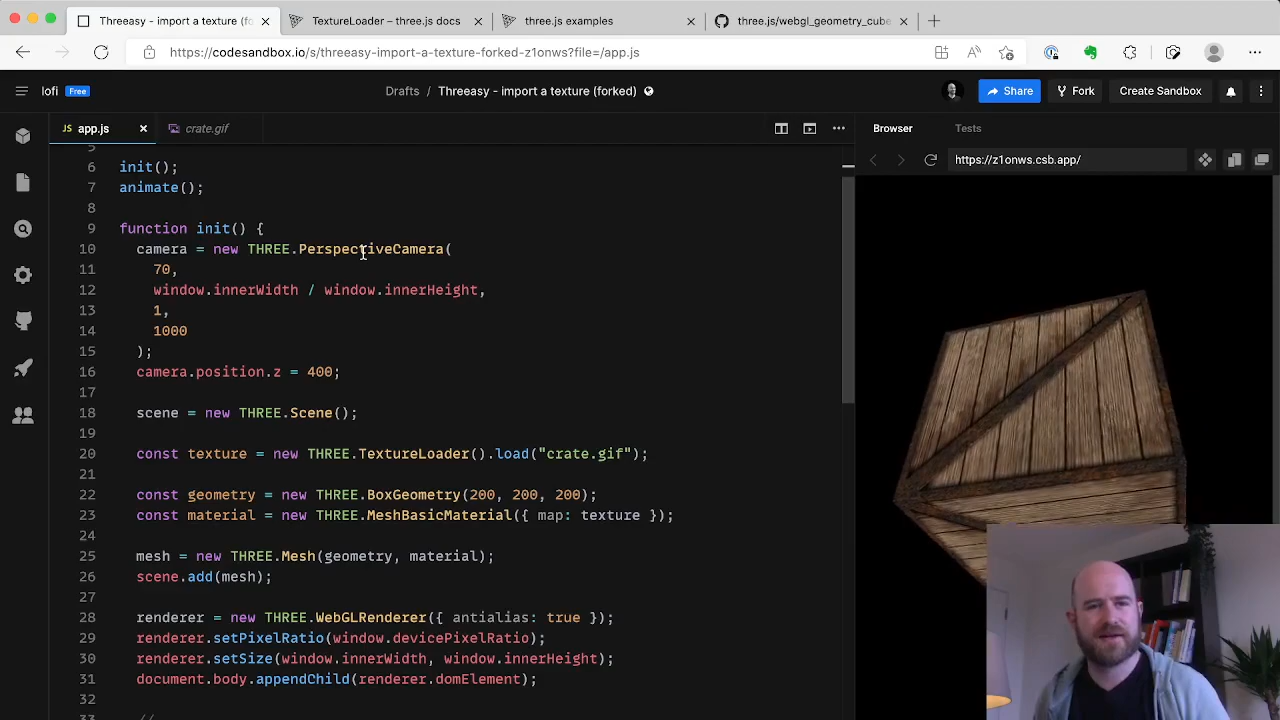 Threeasy - import a texture (fo
TextureLoader – three.js docs
three.js examples
three.js/webgl_geometry_cube
https://codesandbox.io/s/threeasy-import-a-texture-forked-z1onws?file=/app.js
lofi
Free
Drafts / Threeasy - import a texture (forked)
Share
Fork
Create Sandbox
JS app.js
crate.gif
Browser
Tests
https://z1onws.csb.app/
5
6 init();
7 animate();
8
9 function init() {
10 camera = new THREE.PerspectiveCamera(
11 70,
12 window.innerWidth / window.innerHeight,
13 1,
14 1000
15 );
16 camera.position.z = 400;
17
18 scene = new THREE.Scene();
19
20 const texture = new THREE.TextureLoader().load("crate.gif");
21
22 const geometry = new THREE.BoxGeometry(200, 200, 200);
23 const material = new THREE.MeshBasicMaterial({ map: texture });
24
25 mesh = new THREE.Mesh(geometry, material);
26 scene.add(mesh);
27
28 renderer = new THREE.WebGLRenderer({ antialias: true });
29 renderer.setPixelRatio(window.devicePixelRatio);
30 renderer.setSize(window.innerWidth, window.innerHeight);
31 document.body.appendChild(renderer.domElement);
32
33 //